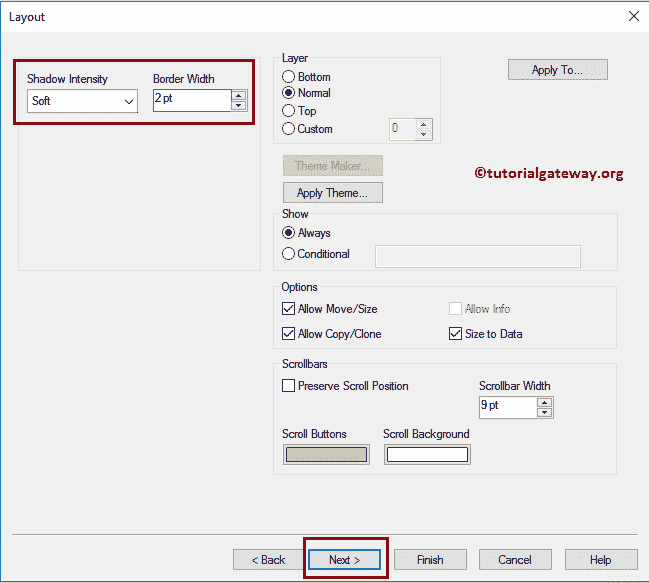 Layout
Shadow Intensity
Border Width
Soft
2 pt
Layer
Bottom
Normal
Top
Custom
0
Apply To...
Theme Maker...
Apply Theme...
©tutorialgateway.org
Show
Always
Conditional
Options
Allow Move/Size
Allow Info
Allow Copy/Clone
Size to Data
Scrollbars
Preserve Scroll Position
Scrollbar Width
9 pt
Scroll Buttons
Scroll Background
< Back
Next >
Finish
Cancel
Help